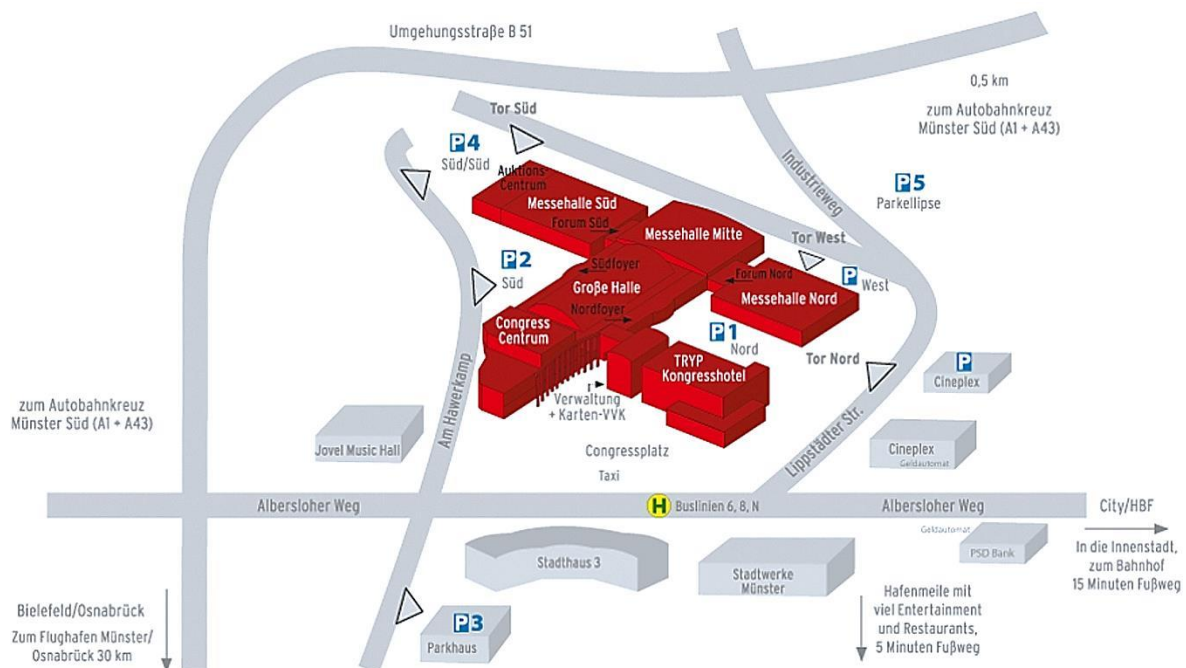 Umgehungsstraße B 51
0,5 km
zum Autobahnkreuz
Münster Süd (A1 + A43)
Tor Süd
P4
Süd/Süd
Auktions-
Centrum
Messehalle Süd
Forum Süd
Messehalle Mitte
Industrieweg
P5
Parkellipse
Tor West
P2
Süd
Südfoyer
Große Halle
Forum Nord
P
West
Messehalle Nord
Nordfoyer
Congress
Centrum
P1
Nord
TRYP
Kongresshotel
Tor Nord
P
Cineplex
Verwaltung
+ Karten-VVK
zum Autobahnkreuz
Münster Süd (A1 + A43)
Am Hawerkamp
Jovel Music Hall
Congressplatz
Taxi
Lippstädter Str.
Cineplex
Geldautomat
Albersloher Weg
H
Buslinien 6, 8, N
Albersloher Weg
City/HBF
Geldautomat
PSD Bank
In die Innenstadt,
zum Bahnhof
15 Minuten Fußweg
Stadthaus 3
Stadtwerke
Münster
Hafenmeile mit
viel Entertainment
und Restaurants,
5 Minuten Fußweg
Bielefeld/Osnabrück
Zum Flughafen Münster/
Osnabrück 30 km
P3
Parkhaus